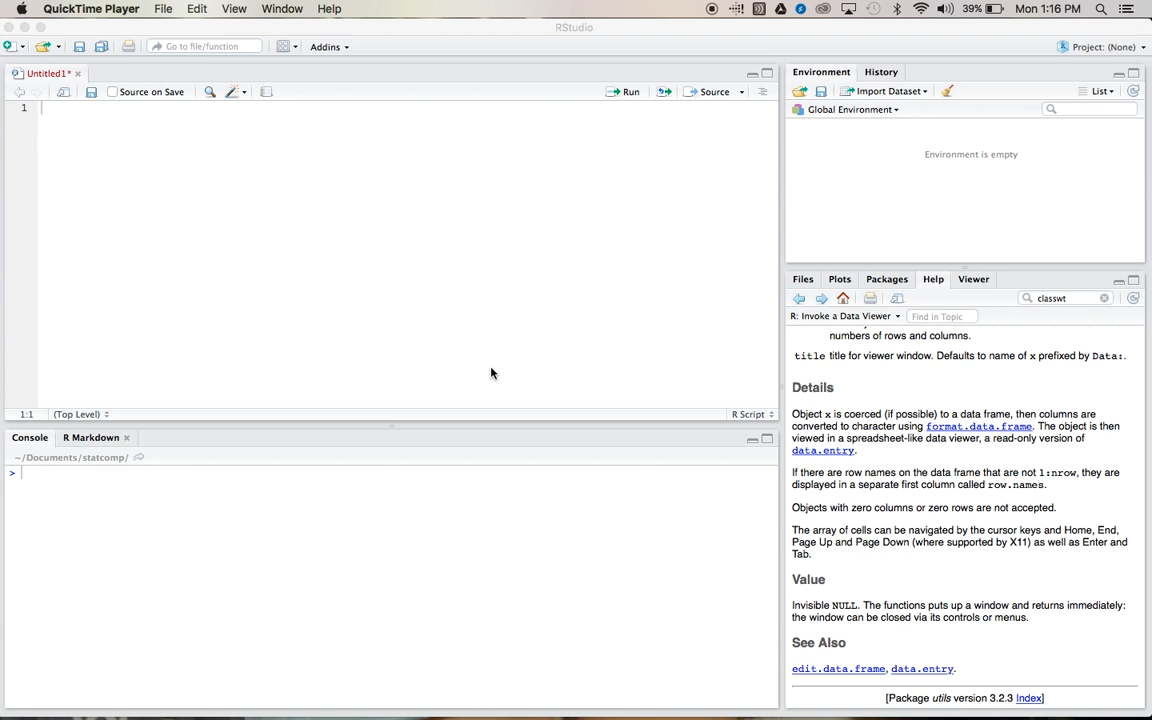 QuickTime Player File Edit View Window Help 39% Mon 1:16 PM
RStudio
Go to file/function Addins Project: (None)
Untitled1*
Source on Save Run Source
1
1:1 (Top Level) R Script
Console R Markdown
~/Documents/statcomp/
>
Environment History
Import Dataset List
Global Environment
Environment is empty
Files Plots Packages Help Viewer
classwt
R: Invoke a Data Viewer Find in Topic
numbers of rows and columns.
title title for viewer window. Defaults to name of x prefixed by Data:.
Details
Object x is coerced (if possible) to a data frame, then columns are
converted to character using format.data.frame. The object is then
viewed in a spreadsheet-like data viewer, a read-only version of
data.entry.
If there are row names on the data frame that are not 1:nrow, they are
displayed in a separate first column called row.names.
Objects with zero columns or zero rows are not accepted.
The array of cells can be navigated by the cursor keys and Home, End,
Page Up and Page Down (where supported by X11) as well as Enter and
Tab.
Value
Invisible NULL. The functions puts up a window and returns immediately:
the window can be closed via its controls or menus.
See Also
edit.data.frame, data.entry.
[Package utils version 3.2.3 Index]